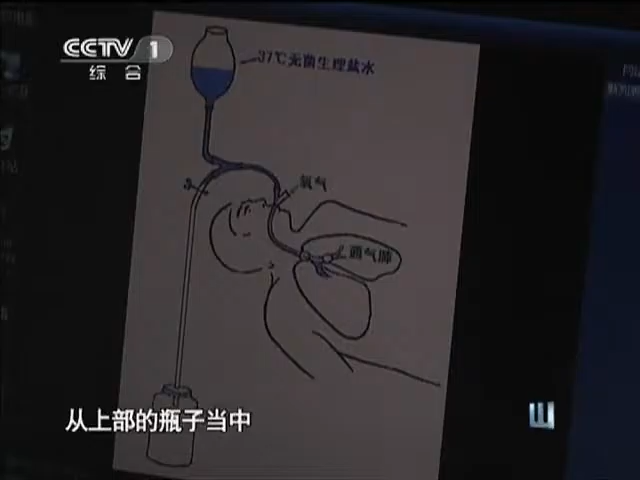 CCTV 1
综合
37℃无菌生理盐水
氧气
通气肺
从上部的瓶子当中